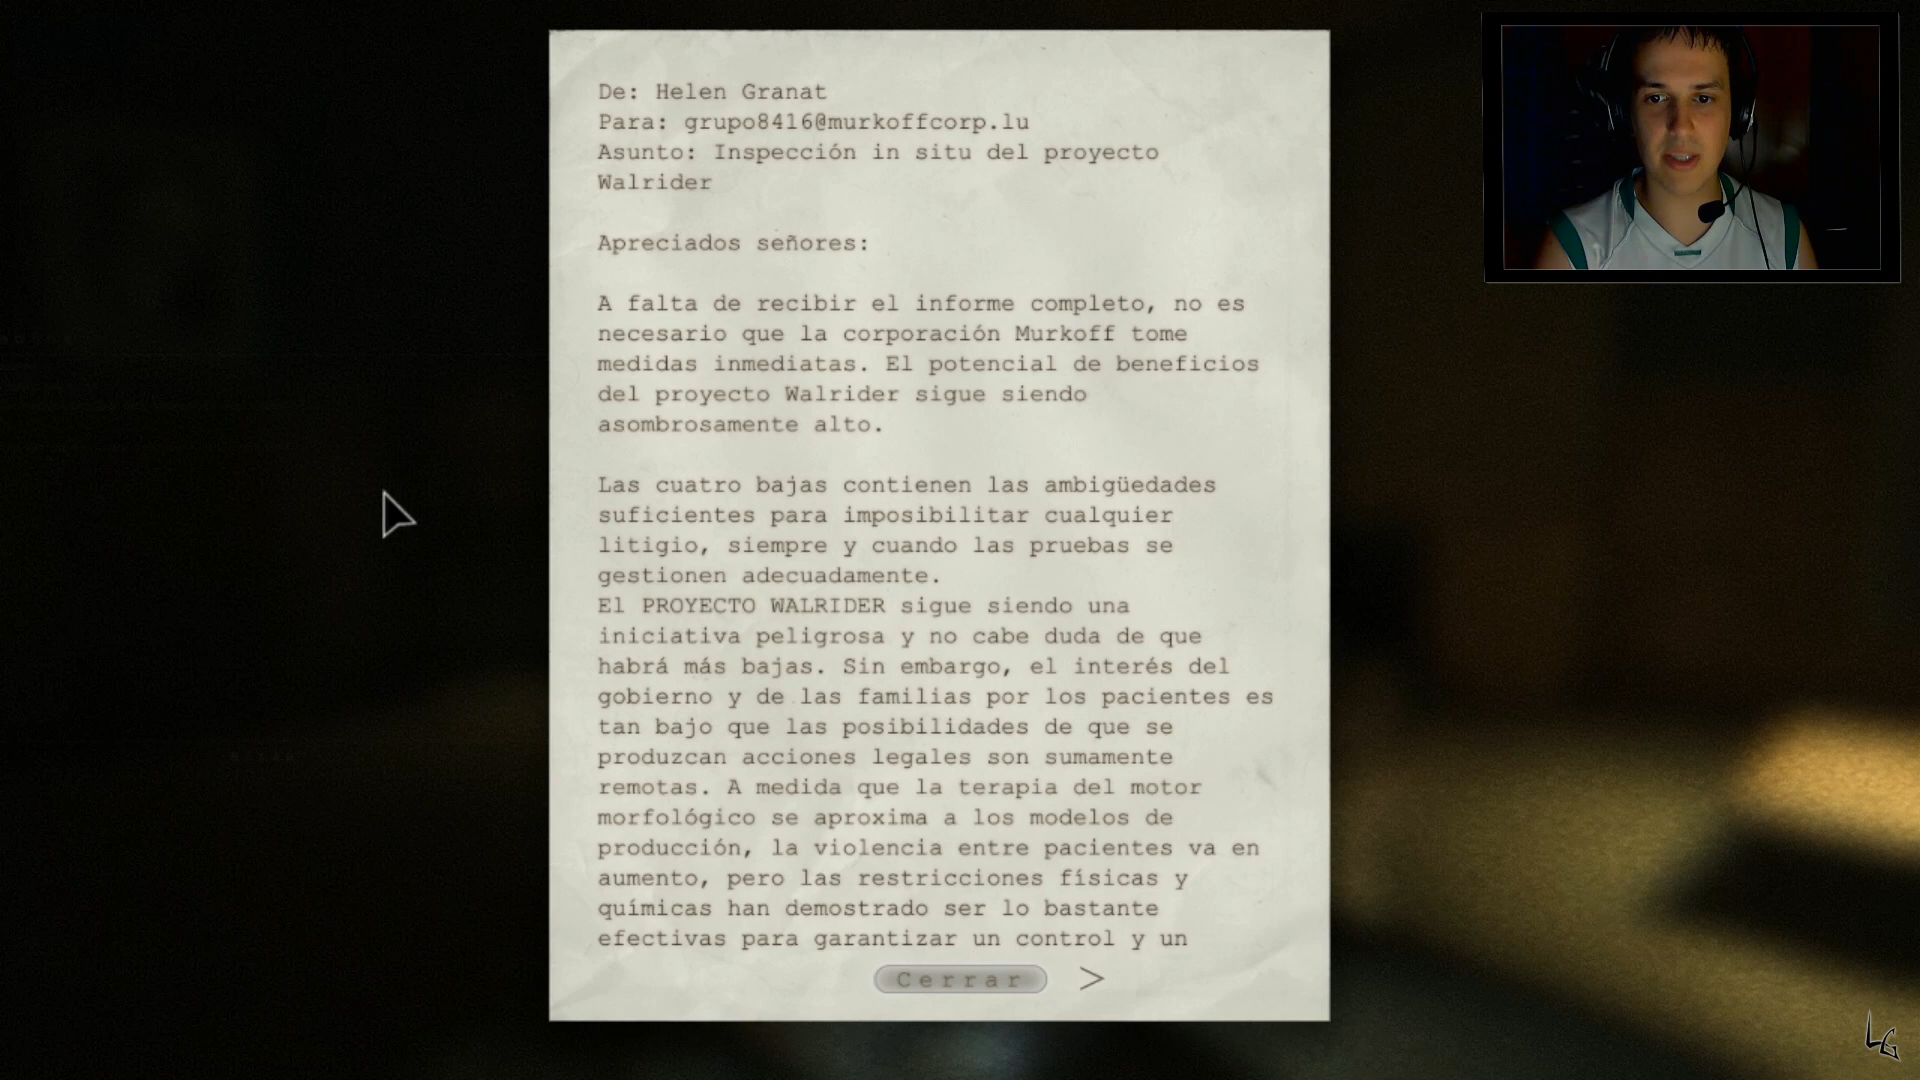 De: Helen Granat
Para: grupo8416@murkoffcorp.lu
Asunto: Inspección in situ del proyecto
Walrider
Apreciados señores:
A falta de recibir el informe completo, no es
necesario que la corporación Murkoff tome
medidas inmediatas. El potencial de beneficios
del proyecto Walrider sigue siendo
asombrosamente alto.
Las cuatro bajas contienen las ambigüedades
suficientes para imposibilitar cualquier
litigio, siempre y cuando las pruebas se
gestionen adecuadamente.
El PROYECTO WALRIDER sigue siendo una
iniciativa peligrosa y no cabe duda de que
habrá más bajas. Sin embargo, el interés del
gobierno y de las familias por los pacientes es
tan bajo que las posibilidades de que se
produzcan acciones legales son sumamente
remotas. A medida que la terapia del motor
morfológico se aproxima a los modelos de
producción, la violencia entre pacientes va en
aumento, pero las restricciones físicas y
químicas han demostrado ser lo bastante
efectivas para garantizar un control y un
Cerrar >
LG